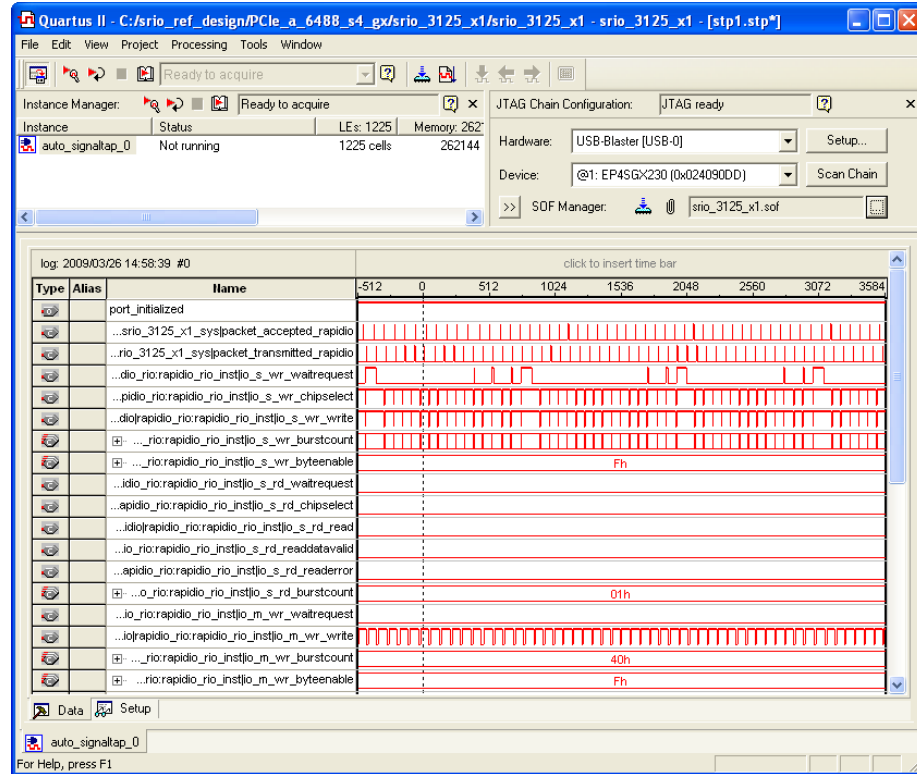 Quartus II - C:/srio_ref_design/PCIe_a_6488_s4_gx/srio_3125_x1/srio_3125_x1 - srio_3125_x1 - [stp1.stp*]
File Edit View Project Processing Tools Window
Ready to acquire
Instance Manager: Ready to acquire
JTAG Chain Configuration: JTAG ready
Instance Status LEs: 1225 Memory: 262
auto_signaltap_0 Not running 1225 cells 262144
Hardware: USB-Blaster [USB-0] Setup...
Device: @1: EP4SGX230 (0x024090DD) Scan Chain
>> SOF Manager: srio_3125_x1.sof ...
log: 2009/03/26 14:58:39 #0 click to insert time bar
Type Alias Name -512 0 512 1024 1536 2048 2560 3072 3584
port_initialized
...srio_3125_x1_sys|packet_accepted_rapidio
...rio_3125_x1_sys|packet_transmitted_rapidio
...dio_rio:rapidio_rio_inst|io_s_wr_waitrequest
...pidio_rio:rapidio_rio_inst|io_s_wr_chipselect
...dio|rapidio_rio:rapidio_rio_inst|io_s_wr_write
..._rio:rapidio_rio_inst|io_s_wr_burstcount
..._rio:rapidio_rio_inst|io_s_wr_byteenable Fh
...idio_rio:rapidio_rio_inst|io_s_rd_waitrequest
...apidio_rio:rapidio_rio_inst|io_s_rd_chipselect
...idio|rapidio_rio:rapidio_rio_inst|io_s_rd_read
...io_rio:rapidio_rio_inst|io_s_rd_readdatavalid
...apidio_rio:rapidio_rio_inst|io_s_rd_readerror
...o_rio:rapidio_rio_inst|io_s_rd_burstcount 01h
...io_rio:rapidio_rio_inst|io_m_wr_waitrequest
...io|rapidio_rio:rapidio_rio_inst|io_m_wr_write
..._rio:rapidio_rio_inst|io_m_wr_burstcount 40h
...rio:rapidio_rio_inst|io_m_wr_byteenable Fh
Data Setup
auto_signaltap_0
For Help, press F1